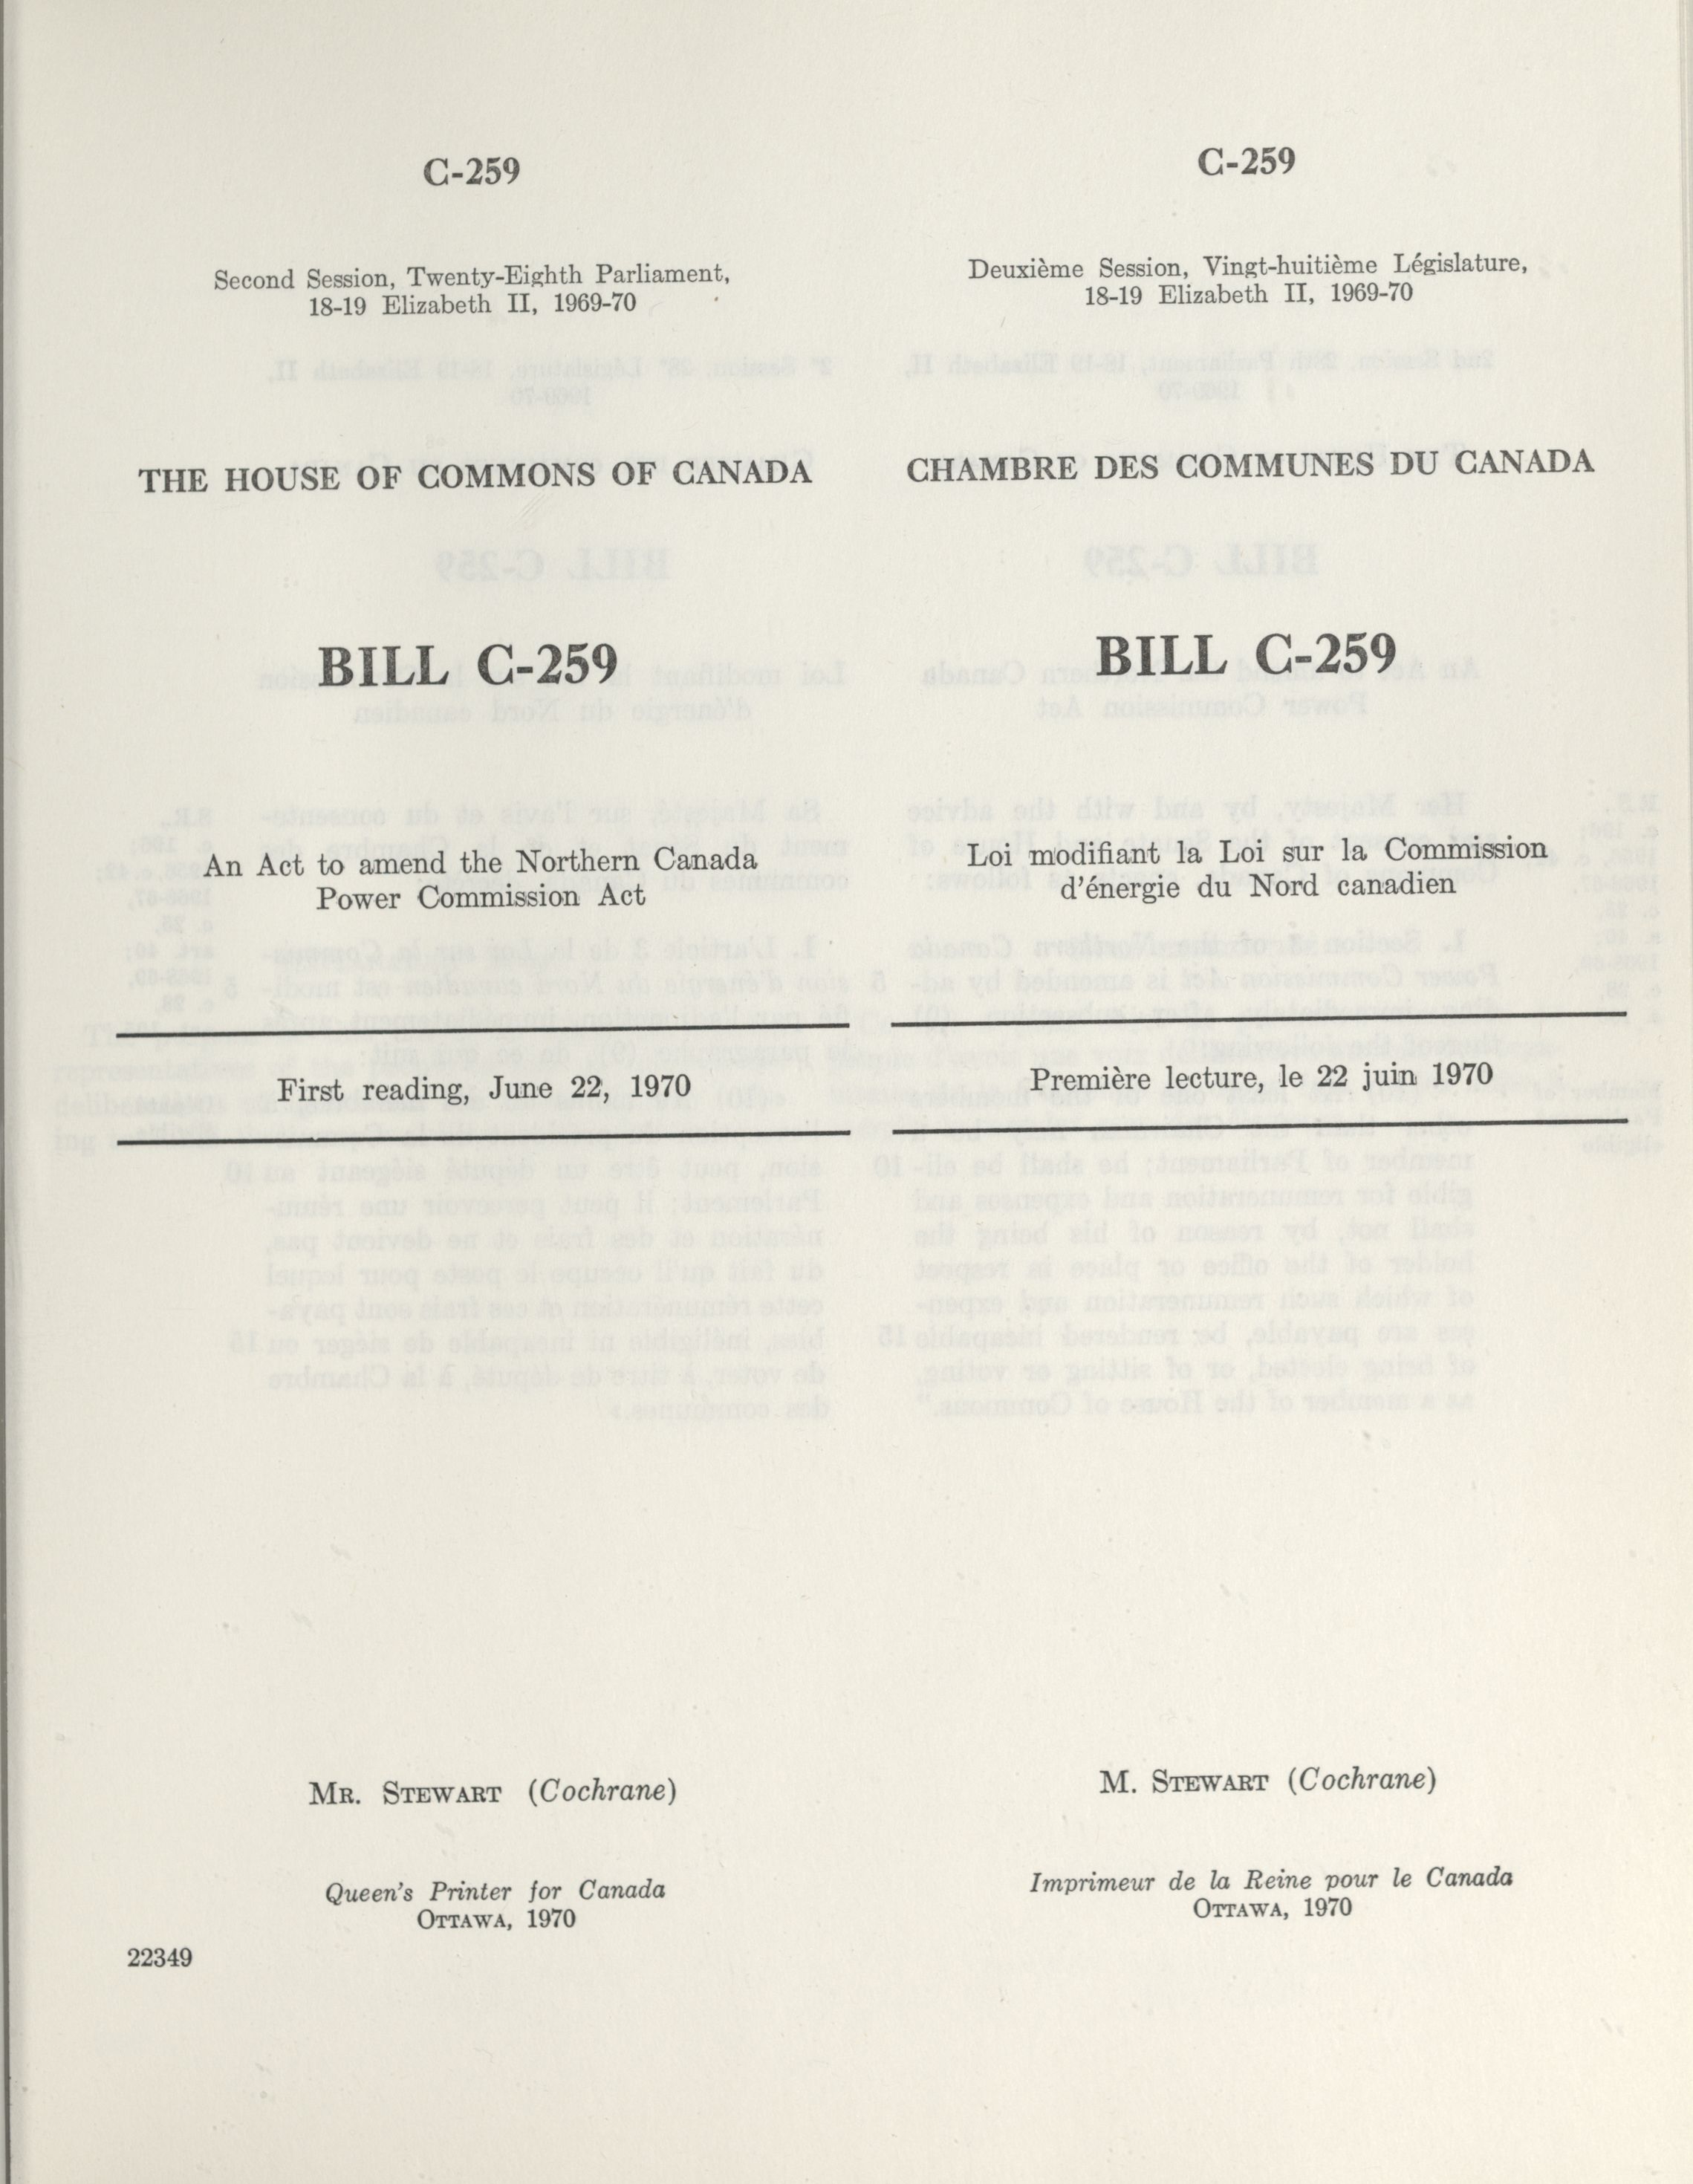 C-259
Second Session, Twenty-Eighth Parliament,
18-19 Elizabeth II, 1969-70
THE HOUSE OF COMMONS OF CANADA
BILL C-259
An Act to amend the Northern Canada
Power Commission Act
First reading, June 22, 1970
MR. STEWART (Cochrane)
Queen's Printer for Canada
OTTAWA, 1970
22349
C-259
Deuxième Session, Vingt-huitième Législature,
18-19 Elizabeth II, 1969-70
CHAMBRE DES COMMUNES DU CANADA
BILL C-259
Loi modifiant la Loi sur la Commission
d'énergie du Nord canadien
Première lecture, le 22 juin 1970
M. STEWART (Cochrane)
Imprimeur de la Reine pour le Canada
OTTAWA, 1970